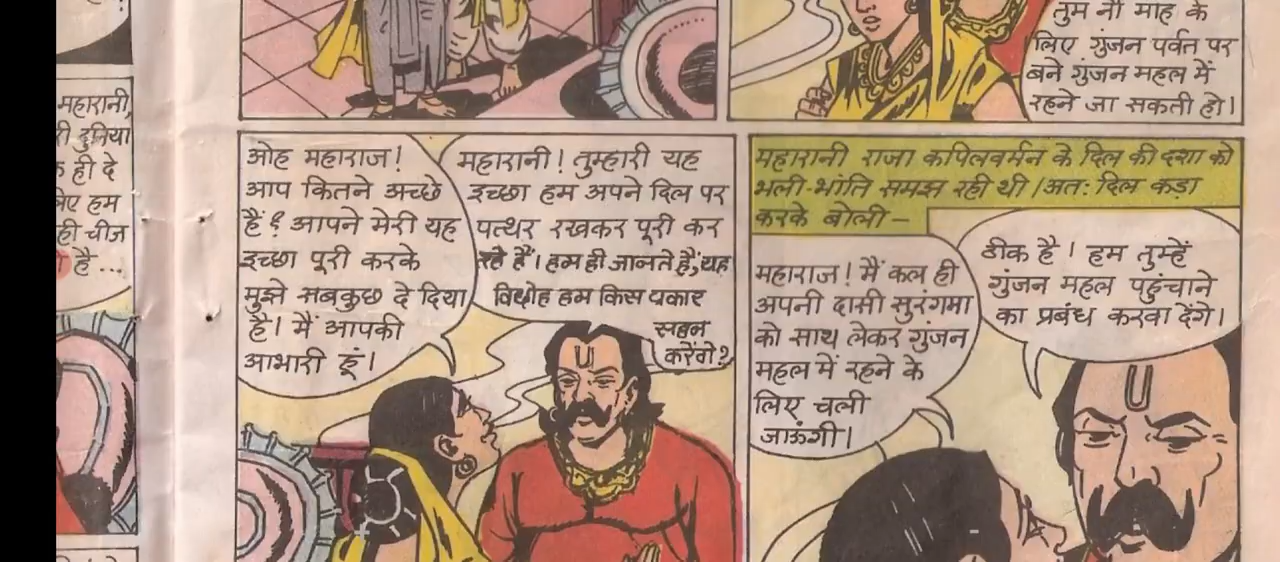 महारानी,
दुनिया
ही दे
हम
ही चीज
है...
तुम नौ माह के
लिए गुंजन पर्वत पर
बने गुंजन महल में
रहने जा सकती हो।
ओह महाराज!
आप कितने अच्छे
हैं? आपने मेरी यह
इच्छा पूरी करके
मुझे सबकुछ दे दिया
है। मैं आपकी
आभारी हूं।
महारानी! तुम्हारी यह
इच्छा हम अपने दिल पर
पत्थर रखकर पूरी कर
रहे हैं। हम ही जानते हैं, यह
विद्रोह हम किस प्रकार
सहन
करेंगे?
महारानी राजा कपिलवर्मन के दिल की दशा को
भली-भांति समझ रही थी। अत: दिल कड़ा
करके बोली—
महाराज! मैं कल ही
अपनी दासी सुरंगमा
को साथ लेकर गुंजन
महल में रहने के
लिए चली
जाऊंगी।
ठीक है। हम तुम्हें
गुंजन महल पहुंचाने
का प्रबंध करवा देंगे।